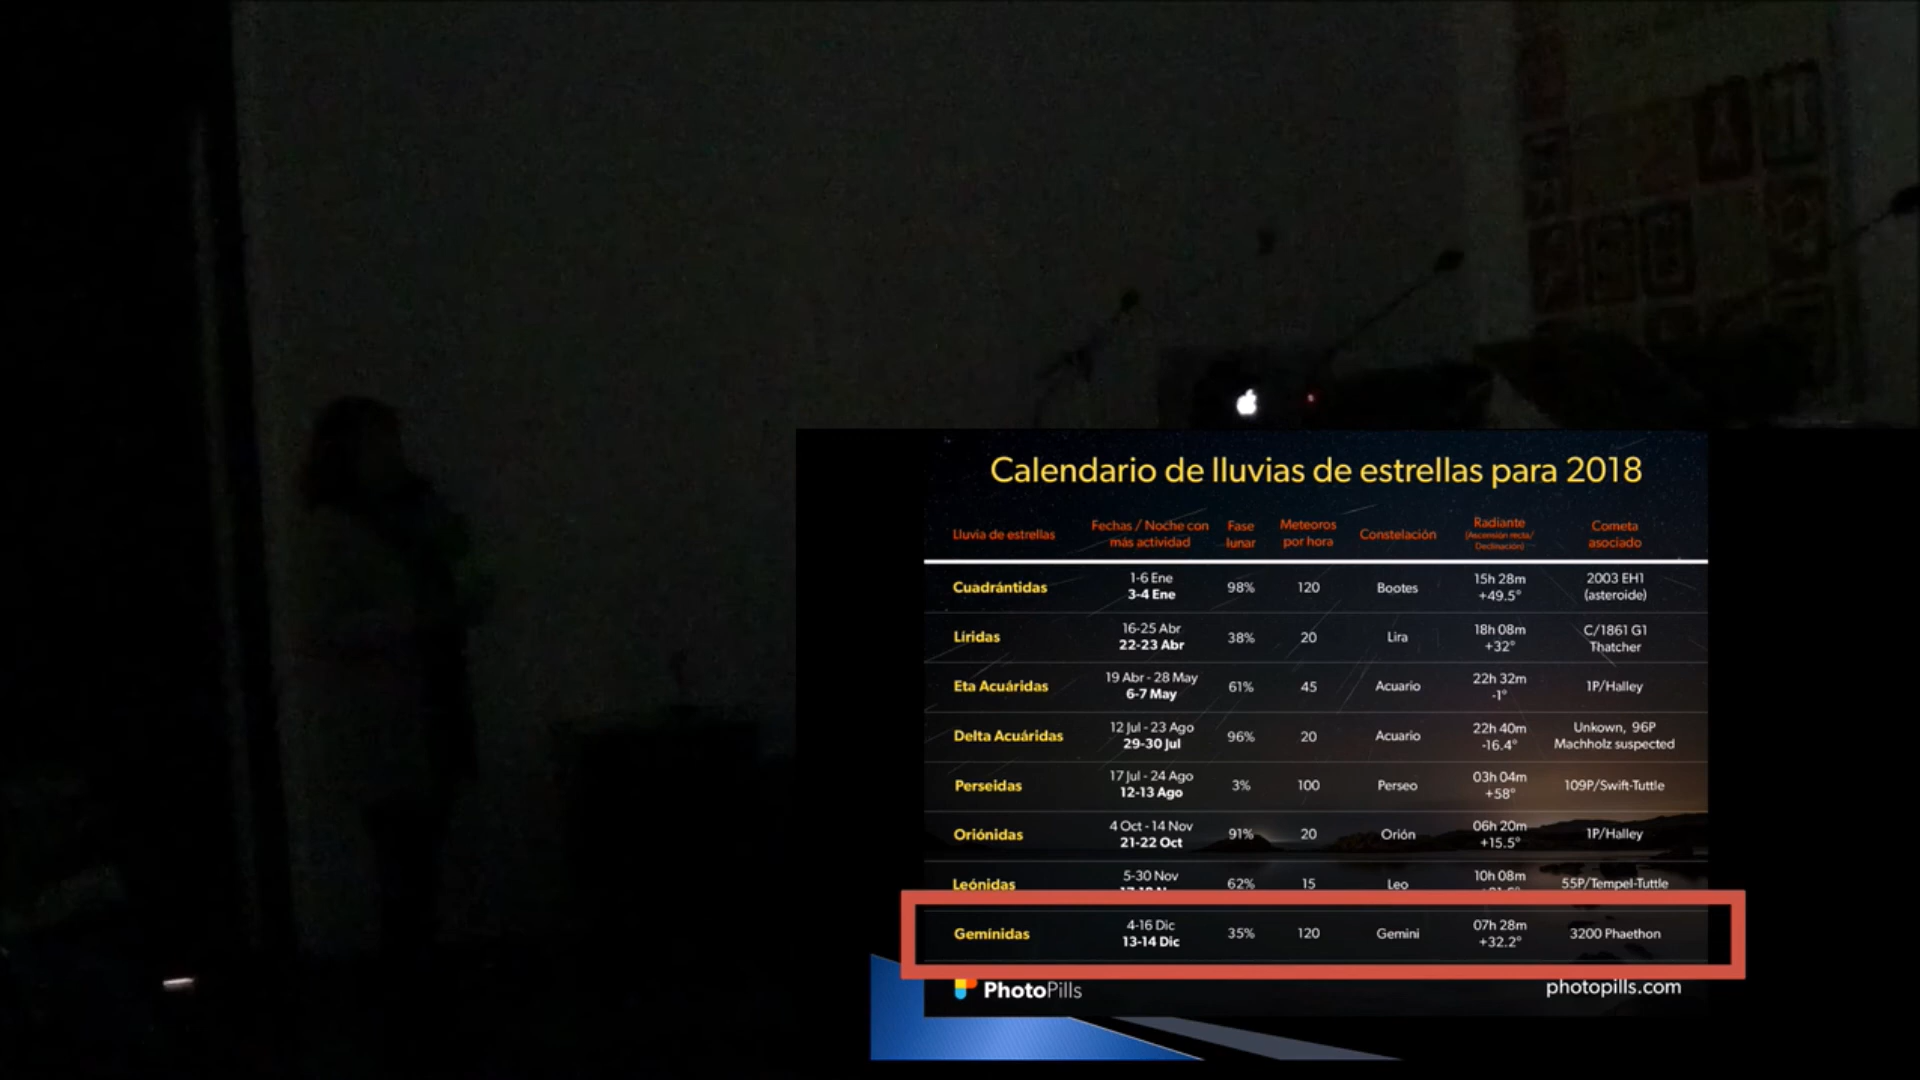 Calendario de lluvias de estrellas para 2018
Lluvia de estrellas Fechas / Noche con más actividad Fase lunar Meteoros por hora Constelación Radiante (Ascensión recta/ Declinación) Cometa asociado
Cuadrántidas 1-6 Ene 3-4 Ene 98% 120 Bootes 15h 28m +49.5° 2003 EH1 (asteroide)
Líridas 16-25 Abr 22-23 Abr 38% 20 Lira 18h 08m +32° C/1861 G1 Thatcher
Eta Acuáridas 19 Abr - 28 May 6-7 May 61% 45 Acuario 22h 32m -1° 1P/Halley
Delta Acuáridas 12 Jul - 23 Ago 29-30 Jul 96% 20 Acuario 22h 40m -16.4° Unkown, 96P Machholz suspected
Perseidas 17 Jul - 24 Ago 12-13 Ago 3% 100 Perseo 03h 04m +58° 109P/Swift-Tuttle
Oriónidas 4 Oct - 14 Nov 21-22 Oct 91% 20 Orión 06h 20m +15.5° 1P/Halley
Leónidas 5-30 Nov 62% 15 Leo 10h 08m 55P/Tempel-Tuttle
Gemínidas 4-16 Dic 13-14 Dic 35% 120 Gemini 07h 28m +32.2° 3200 Phaethon
PhotoPills
photopills.com